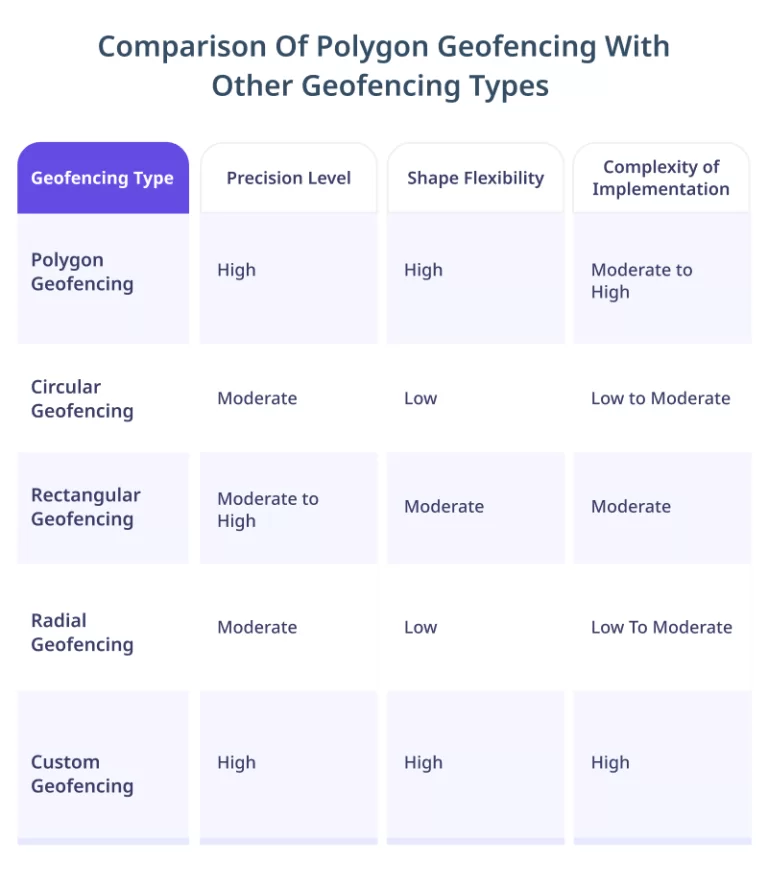 Comparison Of Polygon Geofencing With
Other Geofencing Types
Geofencing Type
Precision Level
Shape Flexibility
Complexity of
Implementation
Polygon
Geofencing
High
High
Moderate to
High
Circular
Geofencing
Moderate
Low
Low to Moderate
Rectangular
Geofencing
Moderate to
High
Moderate
Moderate
Radial
Geofencing
Moderate
Low
Low To Moderate
Custom
Geofencing
High
High
High